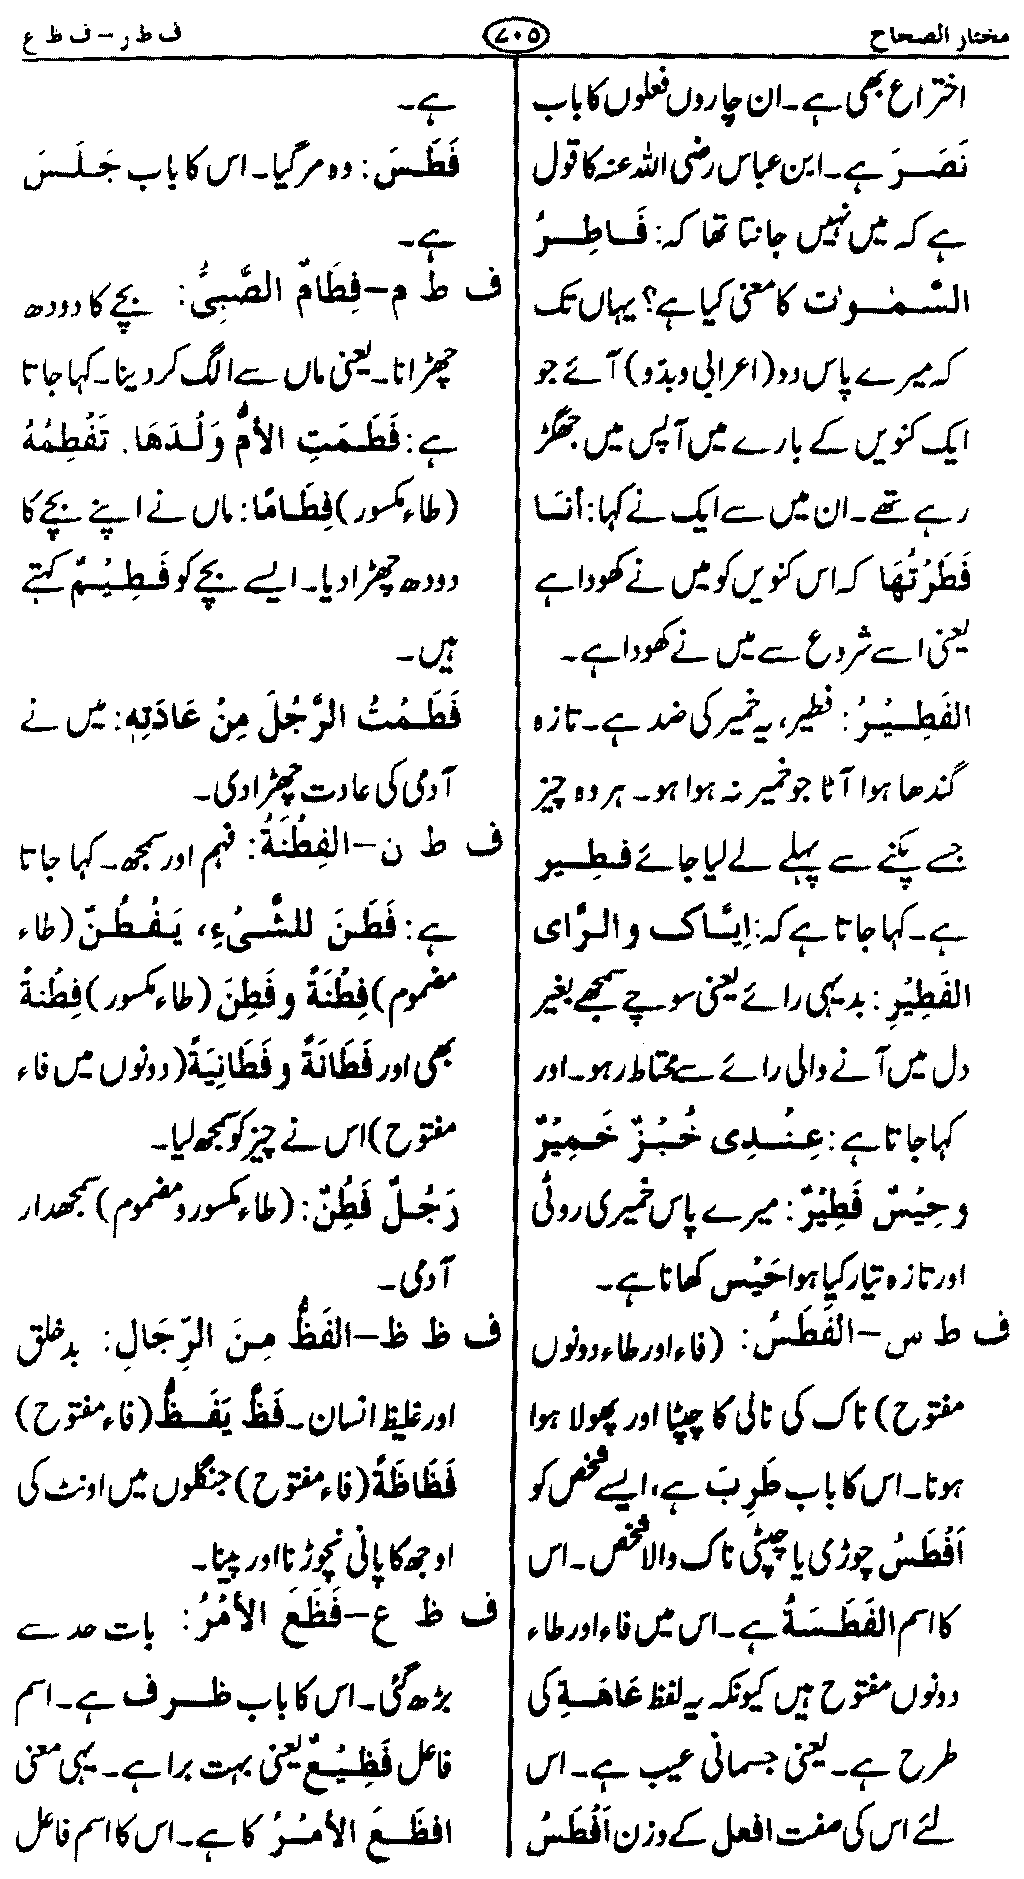 مختار الصحاح
٧٠٥
ف ط ر – ف ظ ع
اختراع بھی ہے۔ ان چاروں فعلوں کا باب
نَصَرَ ہے۔ ابن عباس رضی اللہ عنہ کا قول
ہے کہ میں نہیں جانتا تھا کہ: فَاطِرُ
السَّمٰوٰت کا معنی کیا ہے؟ یہاں تک
کہ میرے پاس دو (اعرابی و بدّو) آئے جو
ایک کنویں کے بارے میں آپس میں جھگڑ
رہے تھے۔ ان میں سے ایک نے کہا: أنَسا
فَطَرْتُهَا کہ اس کنویں کو میں نے کھودا ہے
یعنی اسے شروع سے میں نے کھودا ہے۔
الفَطِيْرُ: فطیر، یہ خمیر کی ضد ہے۔ تازہ
گندھا ہوا آٹا جو خمیر نہ ہوا ہو۔ ہر وہ چیز
جسے پکنے سے پہلے لے لیا جائے فطیر
ہے۔ کہا جاتا ہے کہ: اِيَّاكَ و الرَّاى
الفَطِيْرِ: بدیہی رائے یعنی سوچے سمجھے بغیر
دل میں آنے والی رائے سے محتاط رہو۔ اور
کہا جاتا ہے: عِنْدِى خُبْزٌ خَمِيْرٌ
و حِيْسٌ فَطِيْرٌ: میرے پاس خمیری روٹی
اور تازہ تیار کیا ہوا حَیْس کھانا ہے۔
ف ط س – الفَطَسُ: (فاء اور طاء دونوں
مفتوح) ناک کی نالی کا چپٹا اور پھولا ہوا
ہونا۔ اس کا باب طَرِبَ ہے، ایسے شخص کو
اَفْطَسُ چوڑی یا چپٹی ناک والا شخص۔ اس
کا اسم الفَطَسَةُ ہے۔ اس میں فاء اور طاء
دونوں مفتوح ہیں کیونکہ یہ لفظ عَاهَةِ کی
طرح ہے۔ یعنی جسمانی عیب ہے۔ اس
لئے اس کی صفت افعل کے وزن اَفْطَسُ
ہے۔
فَطَسَ: وہ مرگیا۔ اس کا باب جَلَسَ
ہے۔
ف ط م – فِطَامُ الصَّبِىُّ: بچے کا دودھ
چھڑانا۔ یعنی ماں سے الگ کر دینا۔ کہا جاتا
ہے: فَطَمَتِ الأمُّ وَلَدَهَا. تَفْطِمُهُ
(طاء مکسور) فِطَامًا: ماں نے اپنے بچے کا
دودھ چھڑا دیا۔ ایسے بچے کو فَطِيْمٌ کہتے
ہیں۔
فَطَمْتُ الرَّجُلَ مِنْ عَادَتِهٖ: میں نے
آدمی کی عادت چھڑا دی۔
ف ط ن – الفِطْنَةُ: فہم اور سمجھ۔ کہا جاتا
ہے: فَطَنَ لِلشَّىْءِ، يَفْطُنُ (طاء
مضموم) فِطْنَةً و فَطِنَ (طاء مکسور) فِطْنَةً
بھی اور فَطَانَةً و فَطَانِيَةً (دونوں میں فاء
مفتوح) اس نے چیز کو سمجھ لیا۔
رَجُلٌ فَطِنٌ: (طاء مکسور و مضموم) سمجھدار
آدمی۔
ف ظ ظ – الفَظُّ مِنَ الرِّجَالِ: بد خلق
اور غلیظ انسان۔ فَظَّ يَفَظُّ (فاء مفتوح)
فَظَاظَةً (فاء مفتوح) جنگلوں میں اونٹ کی
اوجھ کا پانی نچوڑنا اور پینا۔
ف ظ ع – فَظَعَ الأمْرُ: بات حد سے
بڑھ گئی۔ اس کا باب ظرف ہے۔ اسم
فاعل فَظِيْعٌ یعنی بہت برا ہے۔ یہی معنی
افظَعَ الأمْرُ کا ہے۔ اس کا اسم فاعل